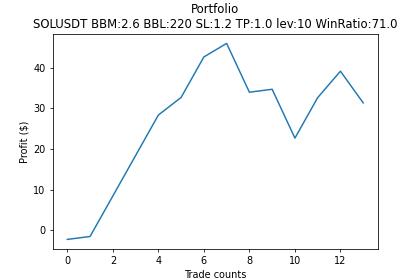 Portfolio
SOLUSDT BBM:2.6 BBL:220 SL:1.2 TP:1.0 lev:10 WinRatio:71.0
40
30
20
10
0
Profit ($)
0 2 4 6 8 10 12
Trade counts